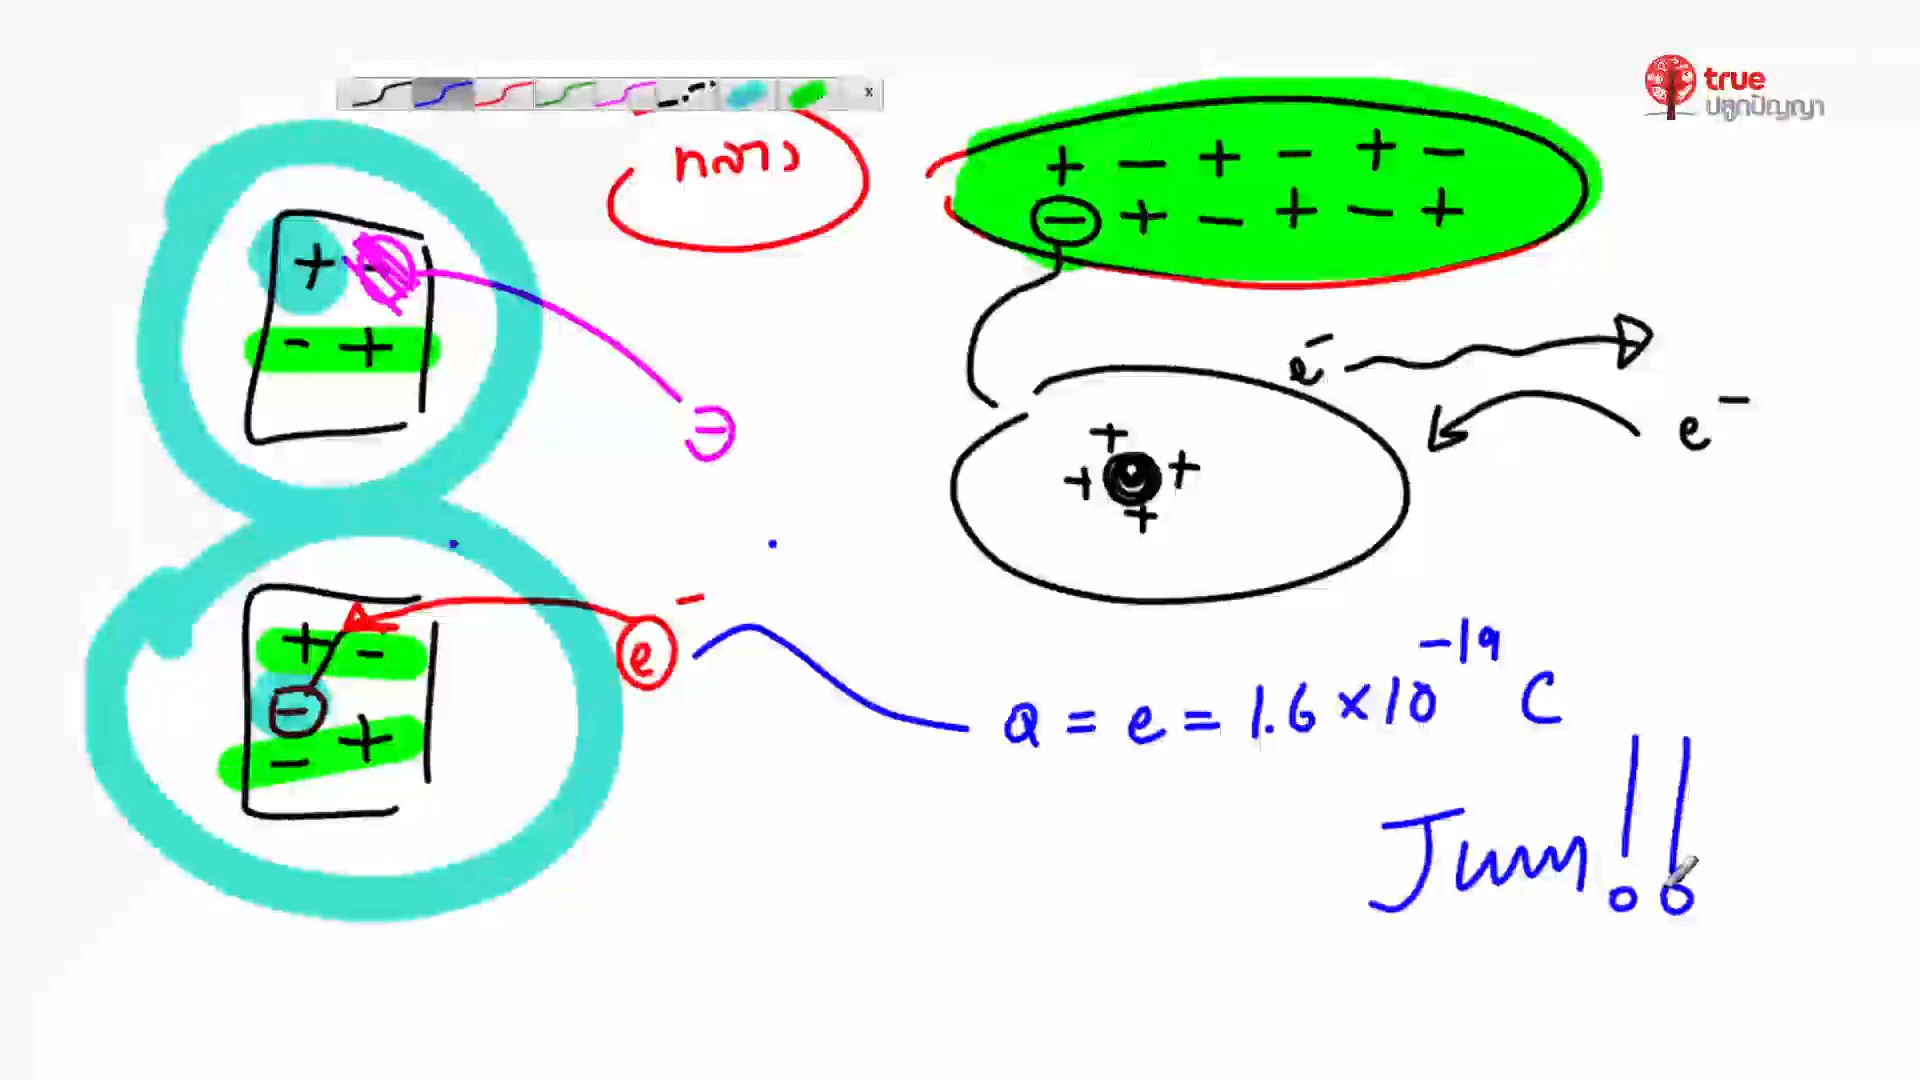 true
ปลูกปัญญา
x
กลาง
+ − + − + −
− + − + − +
+ -
- +
−
e⁻
e⁻
+
+ +
+
e −
+ -
−
− +
Q = e = 1.6 × 10⁻¹⁹ C
!!